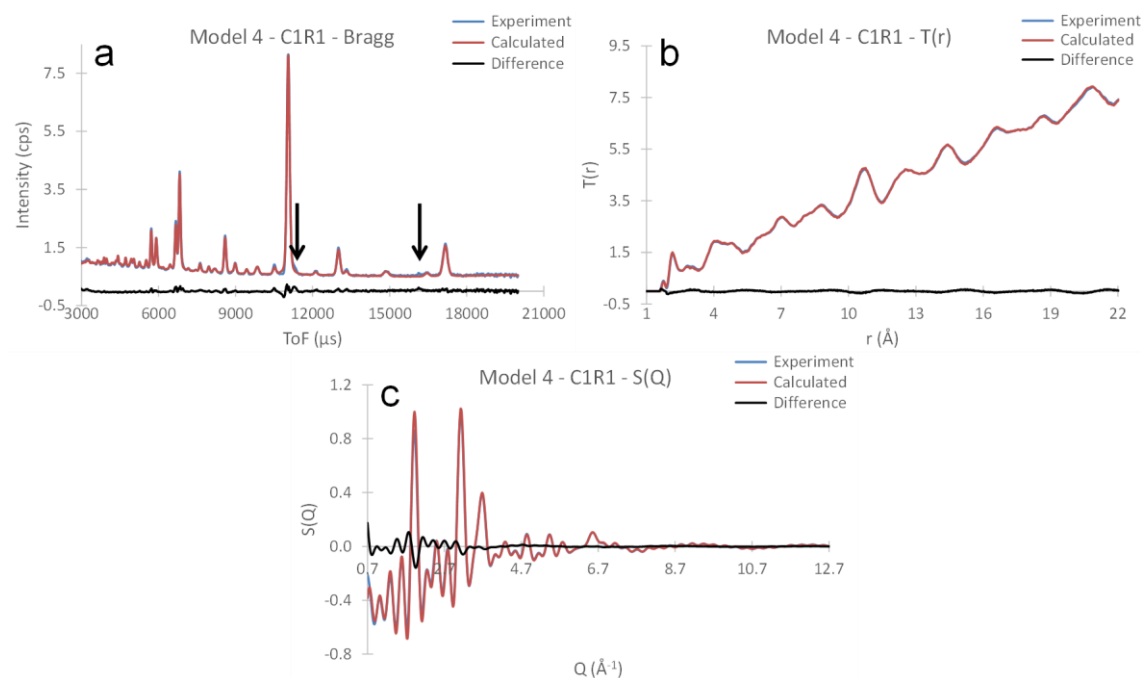 a
Model 4 - C1R1 - Bragg
Experiment
Calculated
Difference
Intensity (cps)
7.5
5.5
3.5
1.5
-0.5
3000 6000 9000 12000 15000 18000 21000
ToF (µs)
b
Model 4 - C1R1 - T(r)
Experiment
Calculated
Difference
T(r)
9.5
7.5
5.5
3.5
1.5
-0.5
1 4 7 10 13 16 19 22
r (Å)
c
Model 4 - C1R1 - S(Q)
Experiment
Calculated
Difference
S(Q)
1.2
0.8
0.4
0.0
-0.4
-0.8
0.7 2.7 4.7 6.7 8.7 10.7 12.7
Q (Å⁻¹)